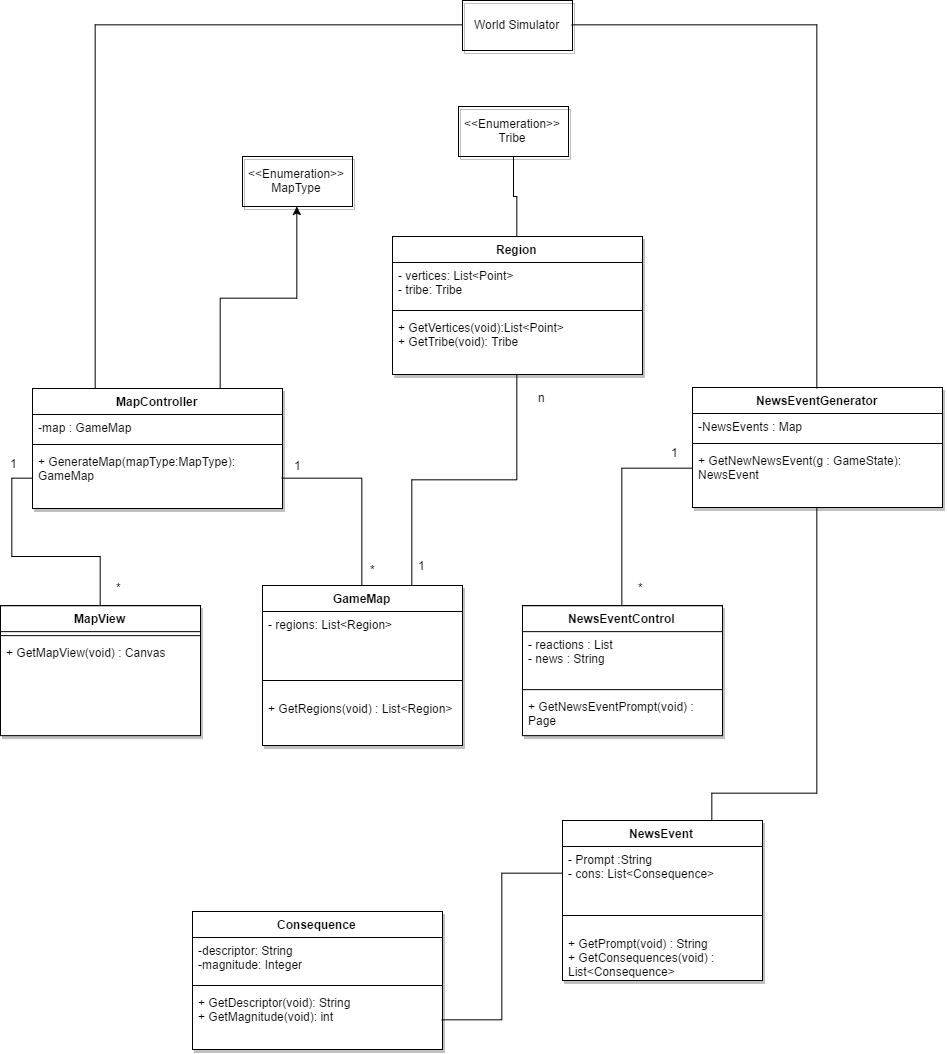 World Simulator
<<Enumeration>>
Tribe
<<Enumeration>>
MapType
Region
- vertices: List<Point>
- tribe: Tribe
+ GetVertices(void):List<Point>
+ GetTribe(void): Tribe
n
MapController
-map : GameMap
+ GenerateMap(mapType:MapType):
GameMap
1
1
NewsEventGenerator
-NewsEvents : Map
+ GetNewNewsEvent(g : GameState):
NewsEvent
1
*
*
1
*
MapView
+ GetMapView(void) : Canvas
GameMap
- regions: List<Region>
+ GetRegions(void) : List<Region>
NewsEventControl
- reactions : List
- news : String
+ GetNewsEventPrompt(void) :
Page
NewsEvent
- Prompt :String
- cons: List<Consequence>
+ GetPrompt(void) : String
+ GetConsequences(void) :
List<Consequence>
Consequence
-descriptor: String
-magnitude: Integer
+ GetDescriptor(void): String
+ GetMagnitude(void): int